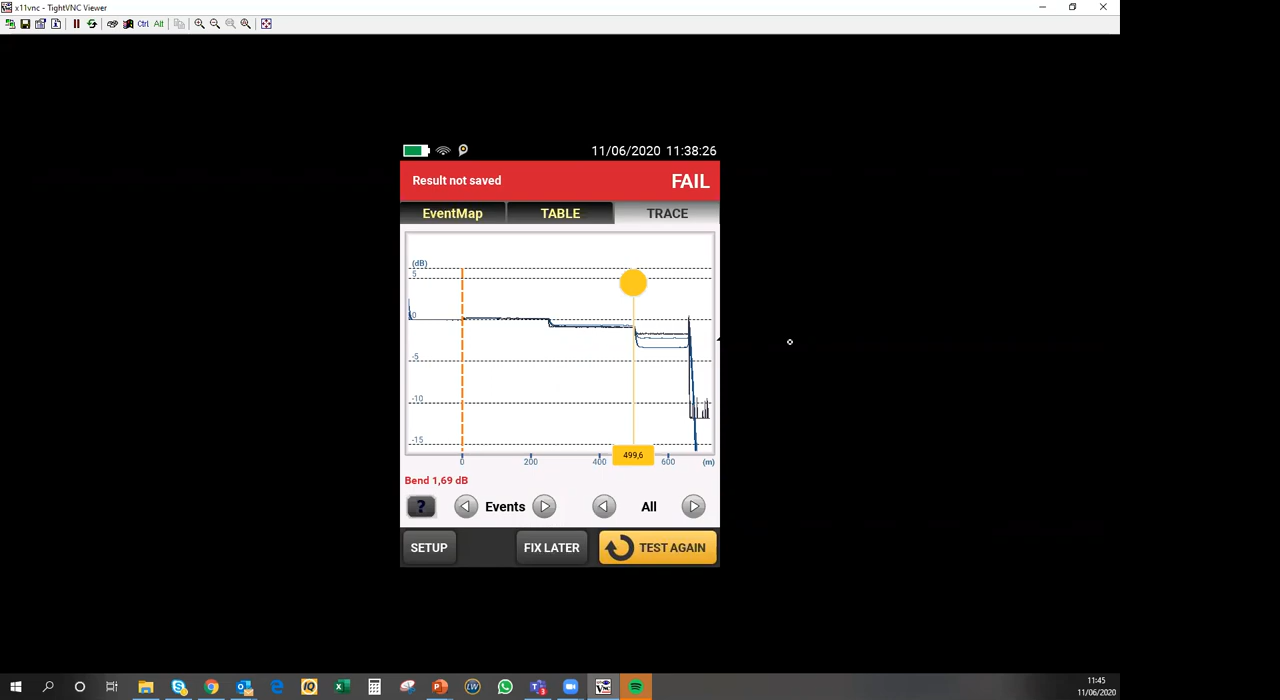 x11vnc - TightVNC Viewer
Ctrl Alt
11/06/2020 11:38:26
Result not saved FAIL
EventMap TABLE TRACE
(dB)
5
0
-5
-10
-15
499,6
0 200 400 600 (m)
Bend 1,69 dB
? Events All
SETUP FIX LATER TEST AGAIN
11:45
11/06/2020